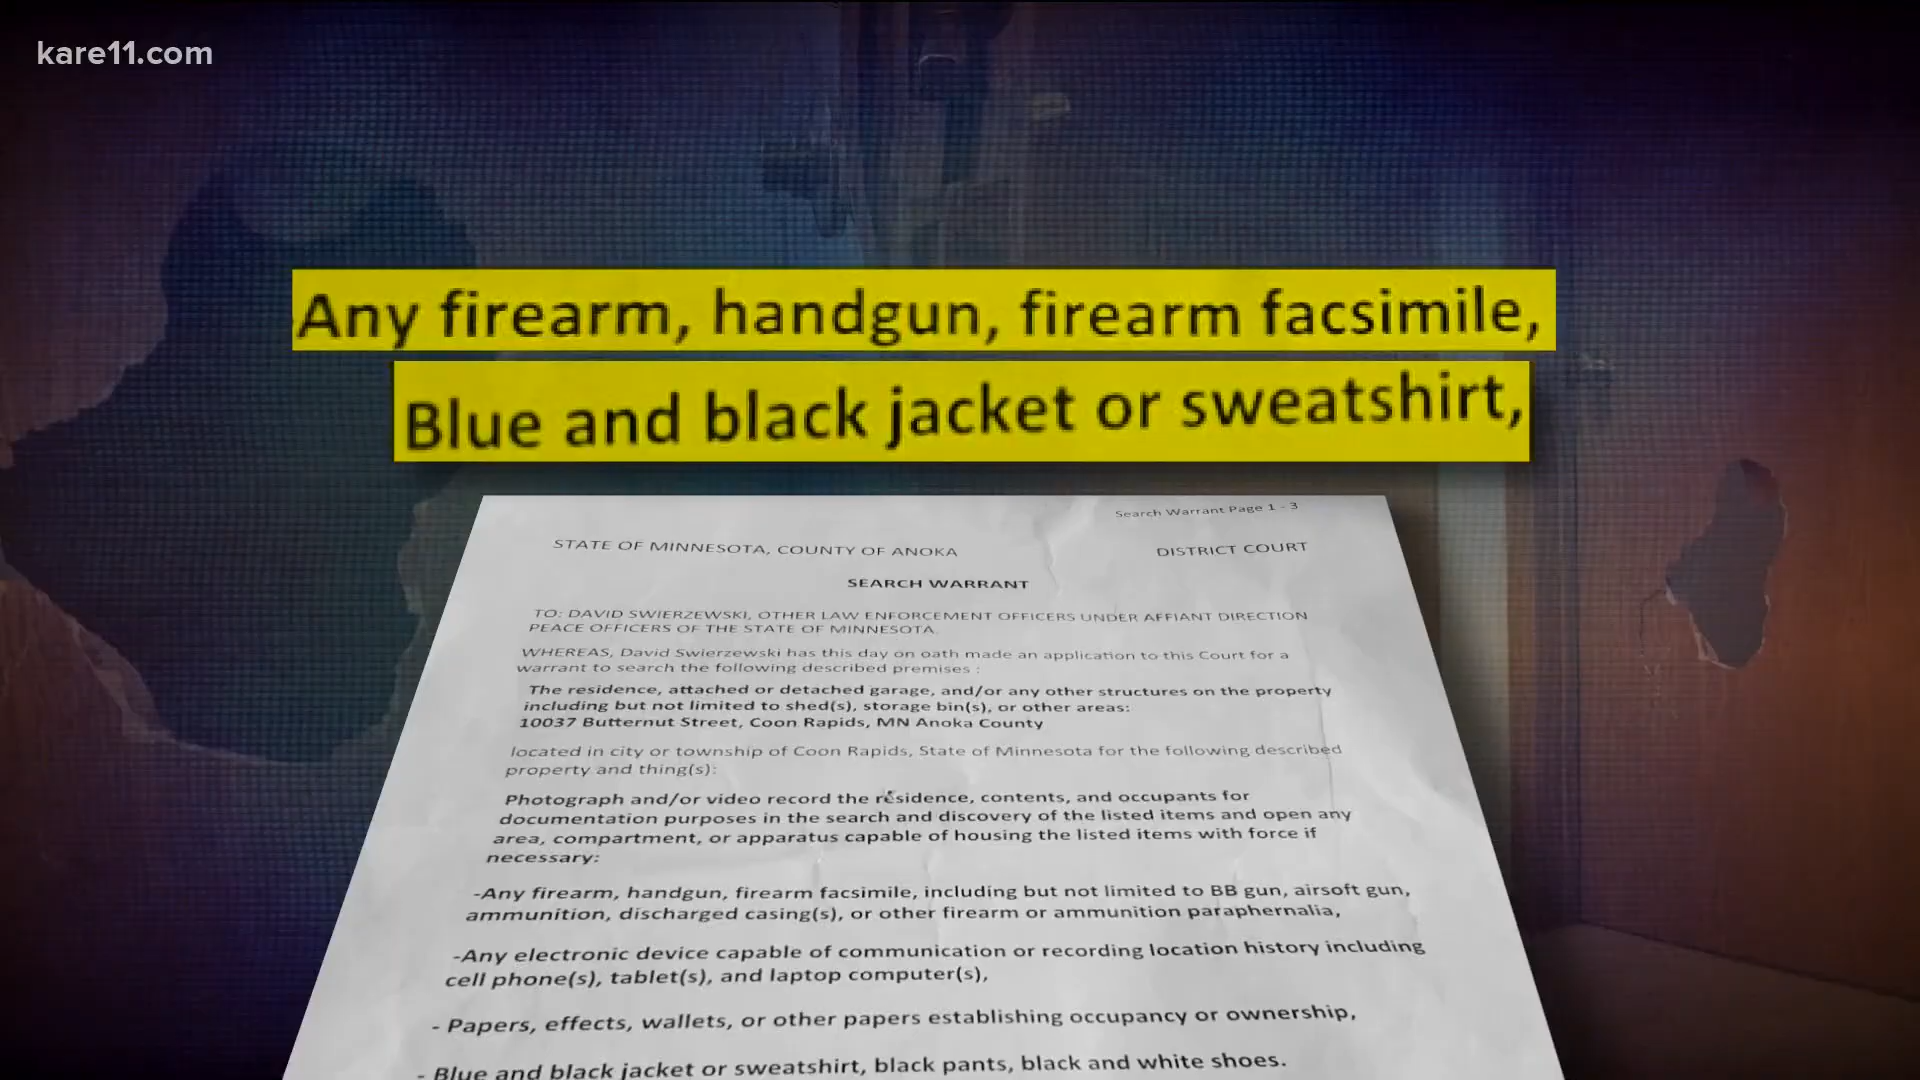 kare11.com
Any firearm, handgun, firearm facsimile,
Blue and black jacket or sweatshirt,
Search Warrant Page 1 - 3
STATE OF MINNESOTA, COUNTY OF ANOKA DISTRICT COURT
SEARCH WARRANT
TO: DAVID SWIERZEWSKI, OTHER LAW ENFORCEMENT OFFICERS UNDER AFFIANT DIRECTION
PEACE OFFICERS OF THE STATE OF MINNESOTA.
WHEREAS, David Swierzewski has this day on oath made an application to this Court for a
warrant to search the following described premises :
The residence, attached or detached garage, and/or any other structures on the property
including but not limited to shed(s), storage bin(s), or other areas:
10037 Butternut Street, Coon Rapids, MN Anoka County
located in city or township of Coon Rapids, State of Minnesota for the following described
property and thing(s):
Photograph and/or video record the residence, contents, and occupants for
documentation purposes in the search and discovery of the listed items and open any
area, compartment, or apparatus capable of housing the listed items with force if
necessary:
-Any firearm, handgun, firearm facsimile, including but not limited to BB gun, airsoft gun,
ammunition, discharged casing(s), or other firearm or ammunition paraphernalia,
-Any electronic device capable of communication or recording location history including
cell phone(s), tablet(s), and laptop computer(s),
- Papers, effects, wallets, or other papers establishing occupancy or ownership,
- Blue and black jacket or sweatshirt, black pants, black and white shoes.